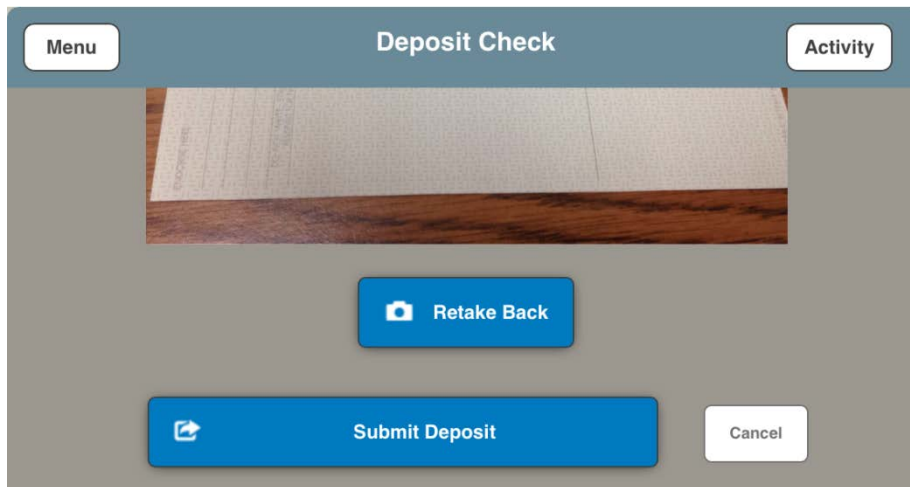 Menu
Deposit Check
Activity
Retake Back
Submit Deposit
Cancel